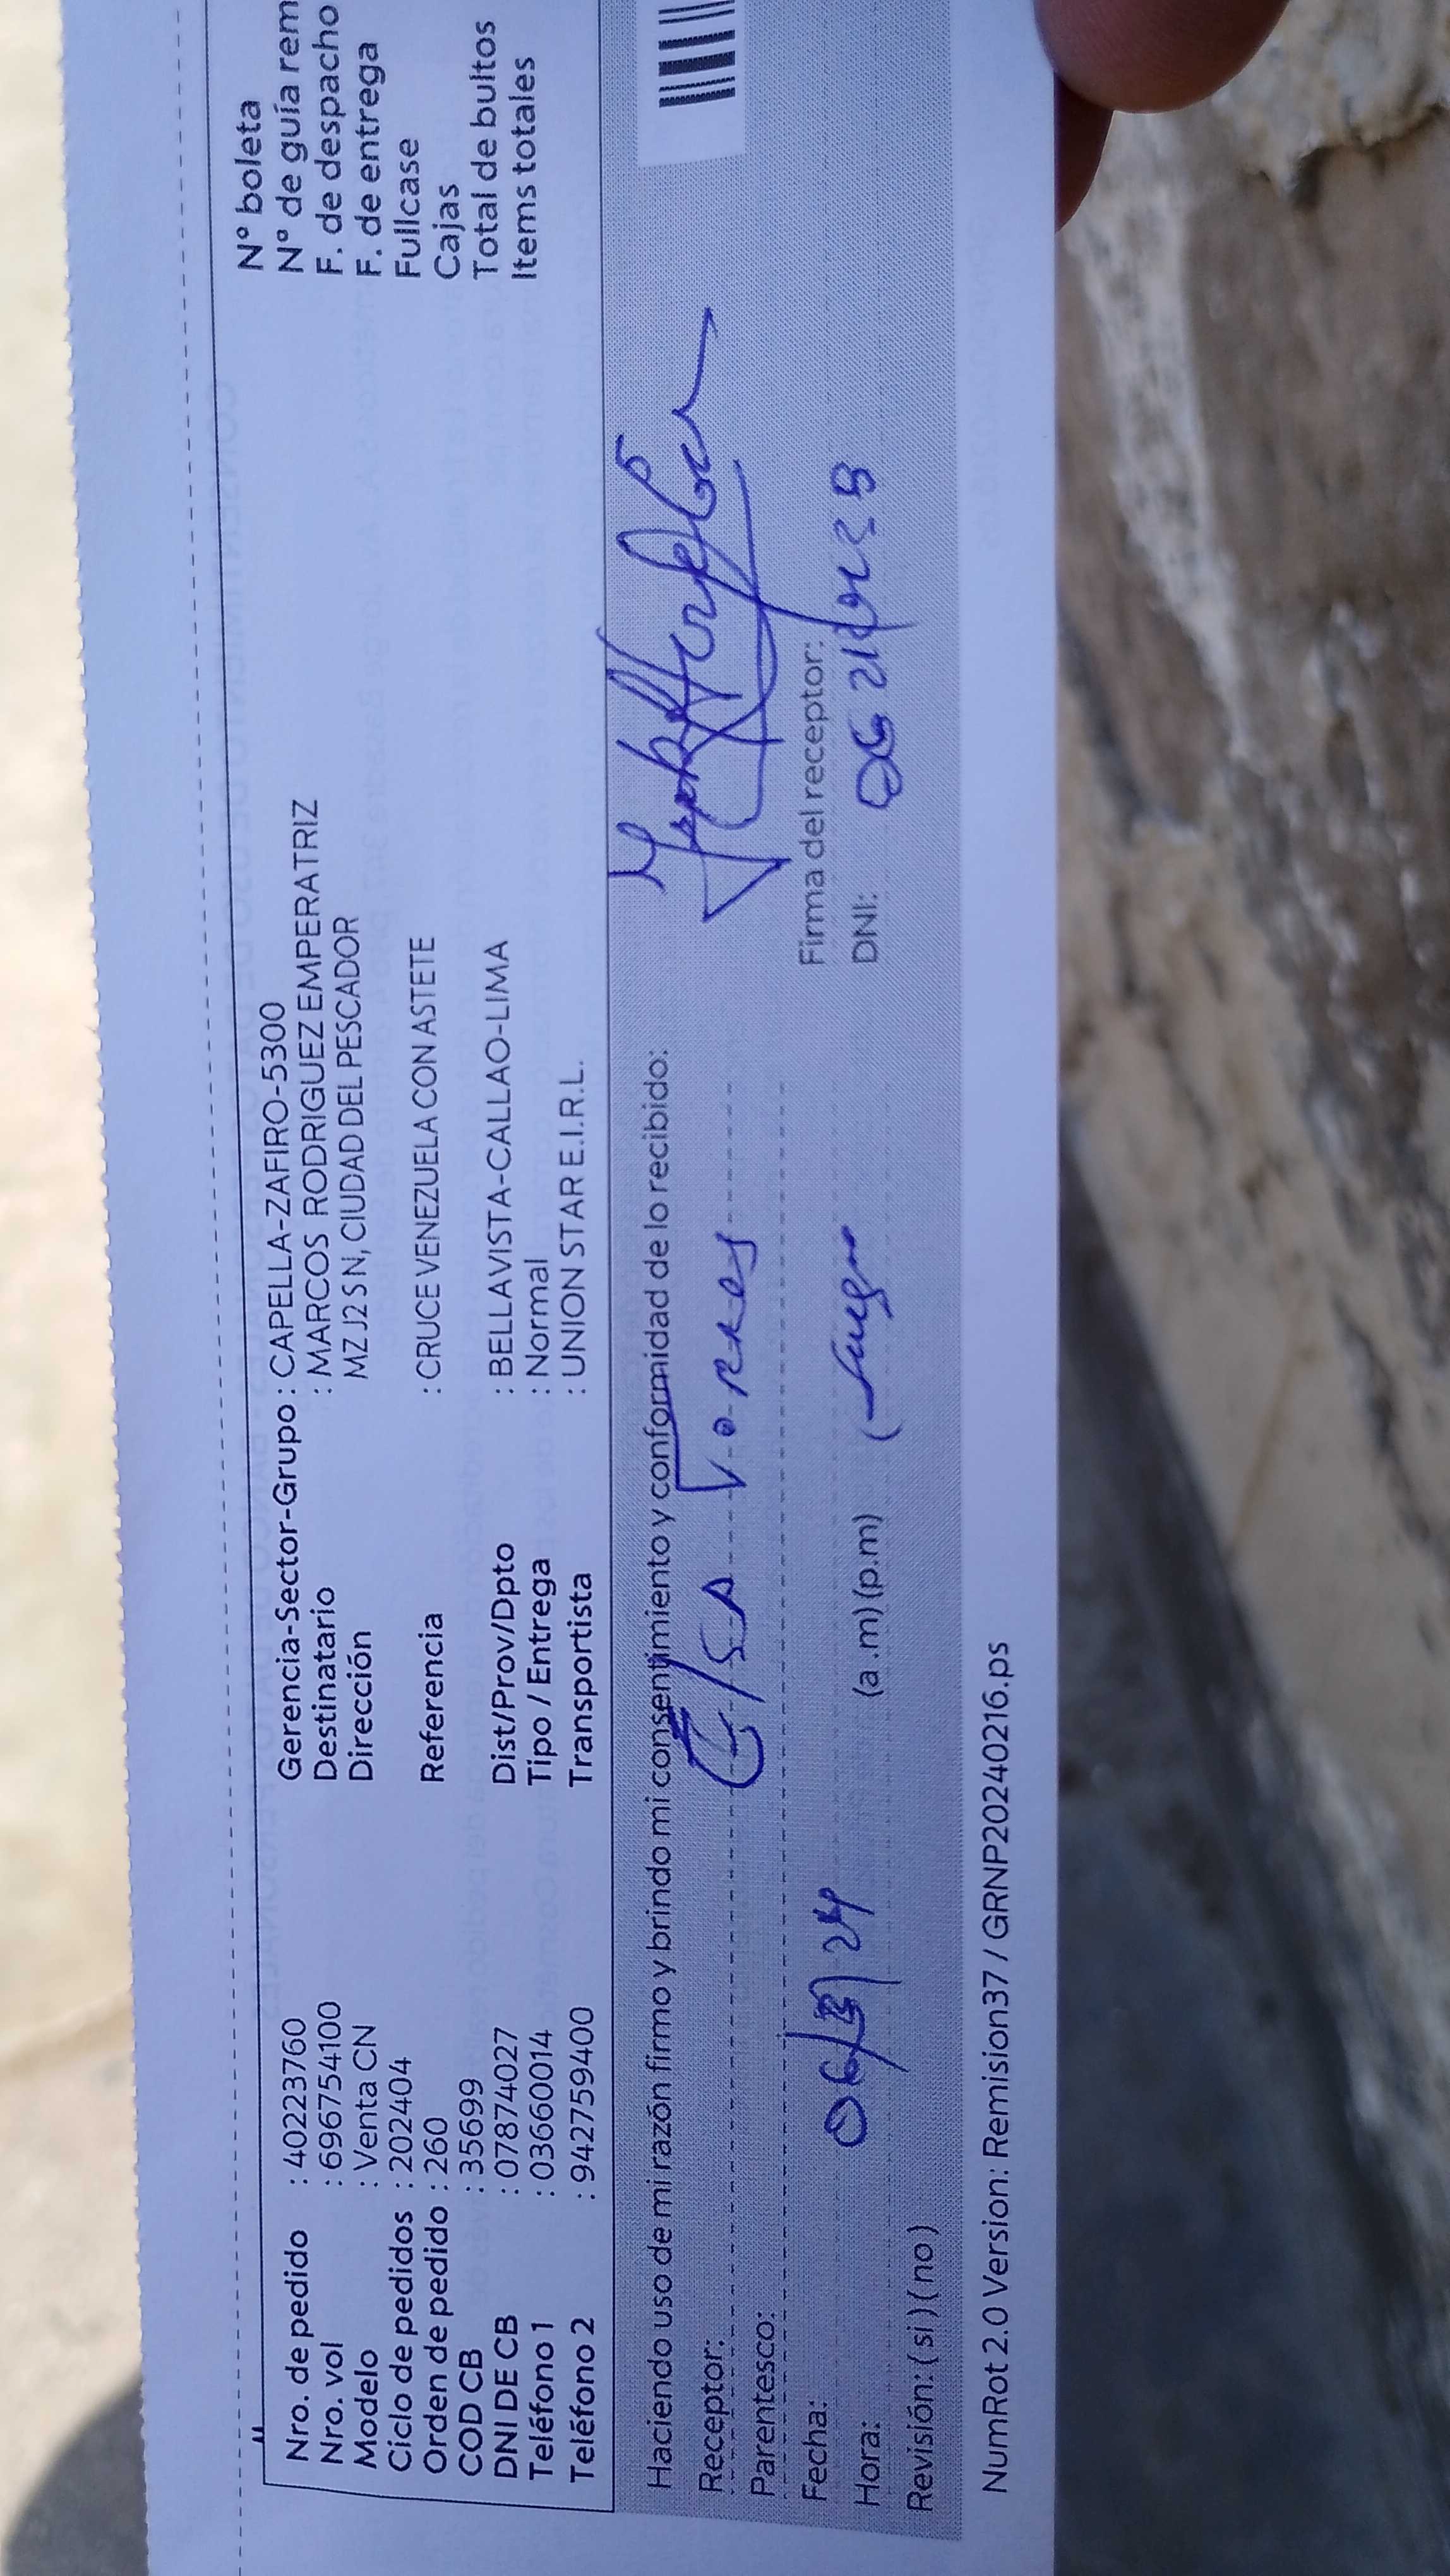 Nro. de pedido : 402223760 Gerencia-Sector-Grupo : CAPELLA-ZAFIRO-5300 N° boleta
Nro. vol : 696754100 Destinatario : MARCOS RODRIGUEZ EMPERATRIZ N° de guía rem
Modelo : Venta CN Dirección MZ J2 S N, CIUDAD DEL PESCADOR F. de despacho
Ciclo de pedidos : 202404 F. de entrega
Orden de pedido : 260 Referencia : CRUCE VENEZUELA CON ASTETE Fullcase
COD CB : 35699 Cajas
DNI DE CB : 07874027 Dist/Prov/Dpto : BELLAVISTA-CALLAO-LIMA Total de bultos
Teléfono 1 : 03660014 Tipo / Entrega : Normal Items totales
Teléfono 2 : 942759400 Transportista : UNION STAR E.I.R.L.
Haciendo uso de mi razón firmo y brindo mi consentimiento y conformidad de lo recibido:
Receptor:
Parentesco:
Fecha: Firma del receptor:
Hora: (a .m) (p.m) DNI:
Revisión: ( si ) ( no )
NumRot 2.0 Version: Remision37 / GRNP20240216.ps